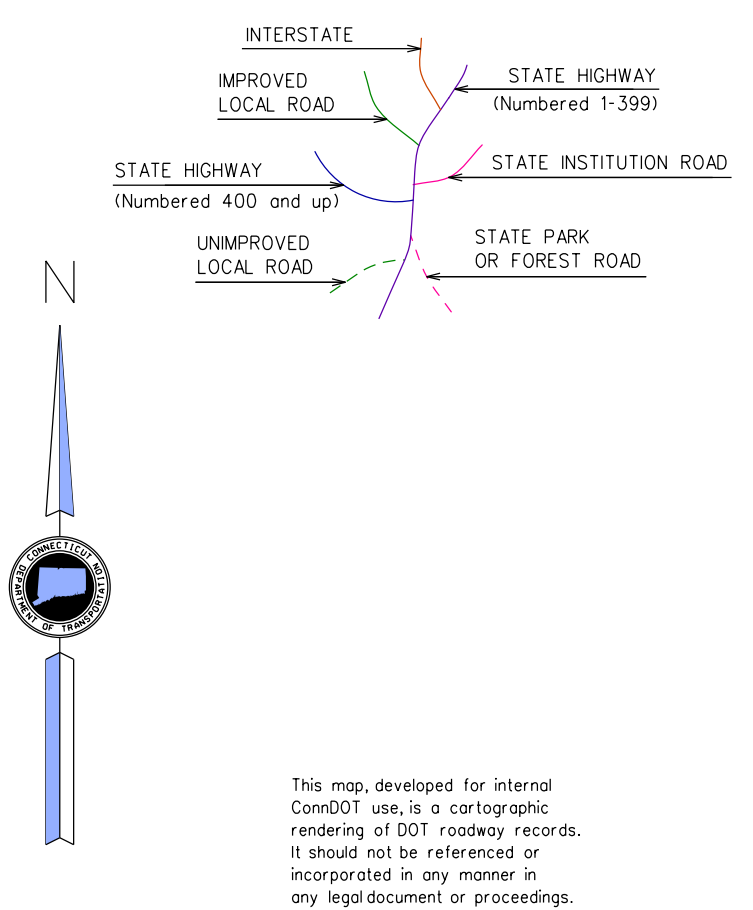 INTERSTATE
IMPROVED
LOCAL ROAD
STATE HIGHWAY
(Numbered 1-399)
STATE HIGHWAY
(Numbered 400 and up)
STATE INSTITUTION ROAD
UNIMPROVED
LOCAL ROAD
STATE PARK
OR FOREST ROAD
N
CONNECTICUT
DEPARTMENT OF TRANSPORTATION
This map, developed for internal
ConnDOT use, is a cartographic
rendering of DOT roadway records.
It should not be referenced or
incorporated in any manner in
any legal document or proceedings.